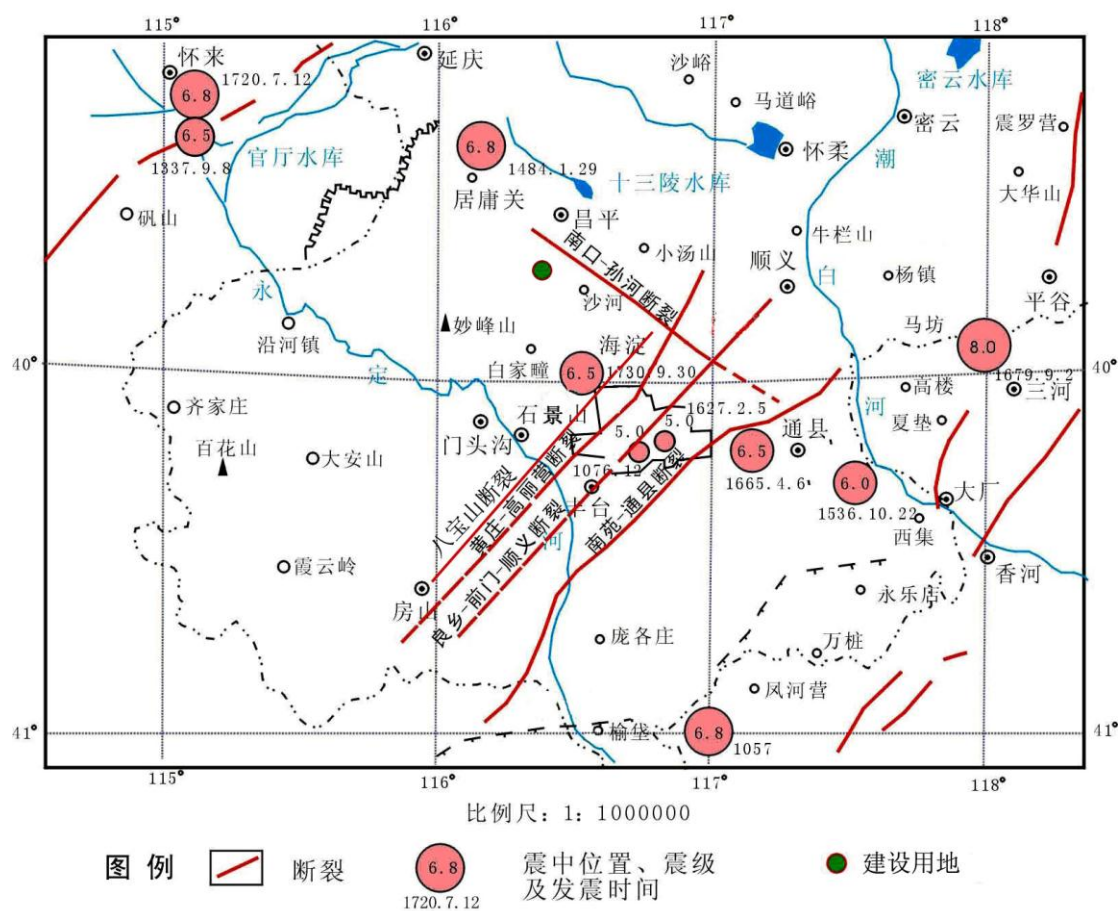 115°
116°
117°
118°
怀来
1720.7.12
6.8
6.5
1337.9.8
官厅水库
延庆
沙峪
马道峪
密云水库
密云
震罗营
怀柔
潮
大华山
6.8
1484.1.29
居庸关
十三陵水库
昌平
矾山
小汤山
牛栏山
南口-孙河断裂
顺义
白
杨镇
平谷
永
沙河
妙峰山
沿河镇
马坊
8.0
1679.9.2
40°
40°
定
白家疃
海淀
6.5
1730.9.30
高楼
三河
河
夏垫
齐家庄
百花山
大安山
门头沟
石景山
1627.2.5
5.0
5.0
1076.12
6.5
通县
1665.4.6
6.0
1536.10.22
大厂
西集
丰台
河
八宝山断裂
黄庄-高丽营断裂
良乡-前门-顺义断裂
南苑-通县断裂
霞云岭
房山
香河
永乐店
庞各庄
万桩
凤河营
41°
41°
榆垡
6.8
1057
115°
116°
117°
118°
比例尺: 1: 1000000
图 例
断裂
6.8
1720.7.12
震中位置、震级
及发震时间
建设用地